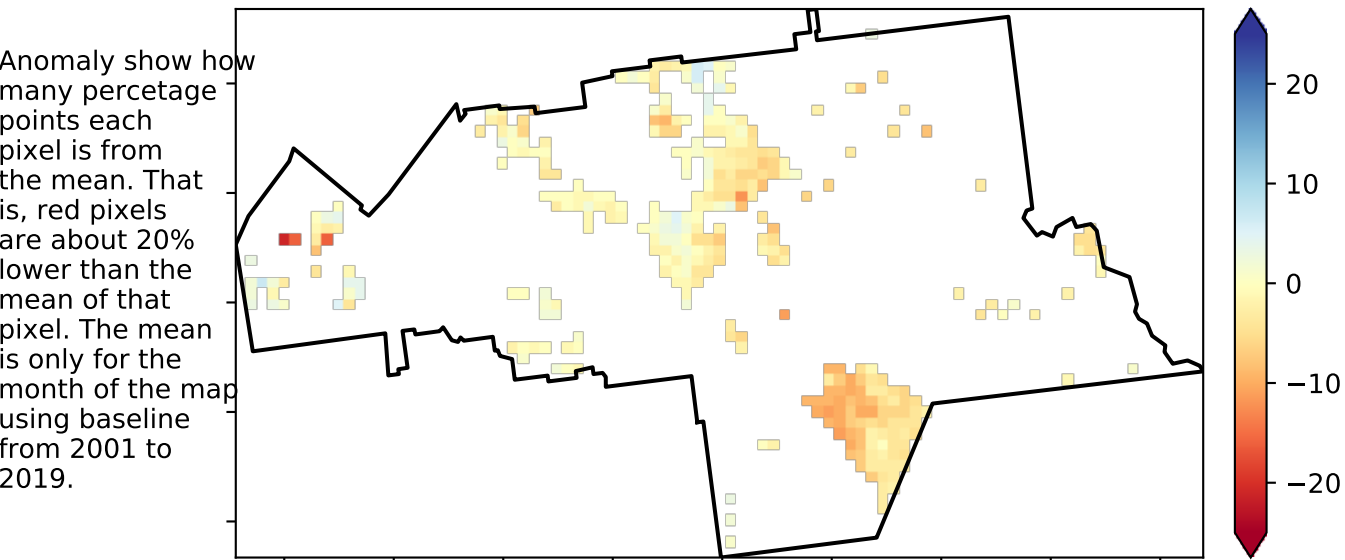 Anomaly show how
many percetage
points each
pixel is from
the mean. That
is, red pixels
are about 20%
lower than the
mean of that
pixel. The mean
is only for the
month of the map
using baseline
from 2001 to
2019.
20
10
0
−10
−20